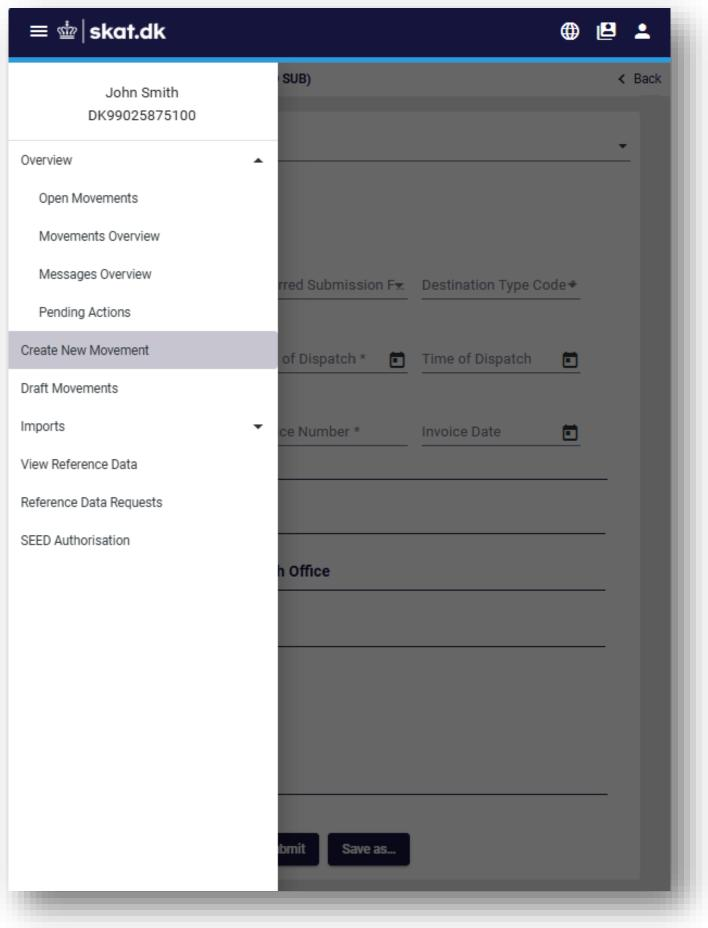 skat.dk
John Smith
DK99025875100
SUB)
Back
Overview
Open Movements
Movements Overview
Messages Overview
Pending Actions
Create New Movement
Draft Movements
Imports
View Reference Data
Reference Data Requests
SEED Authorisation
rred Submission F
Destination Type Code
of Dispatch *
Time of Dispatch
ce Number *
Invoice Date
h Office
bmit
Save as...